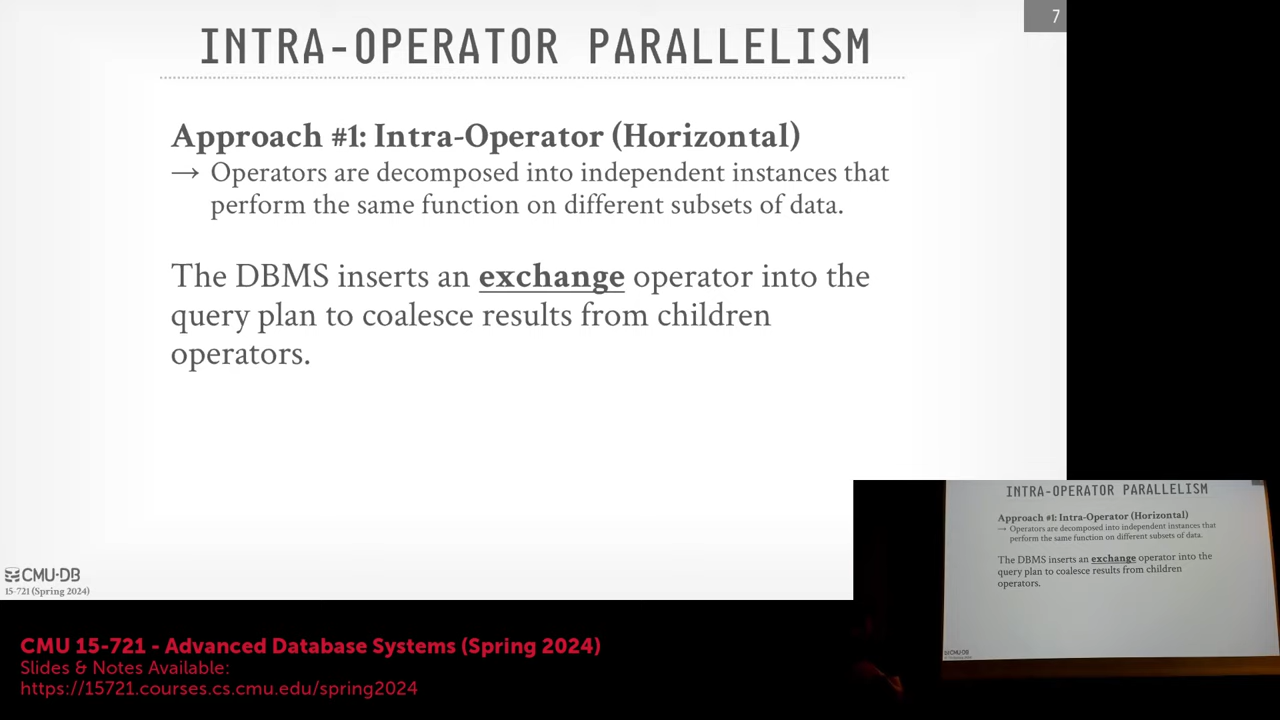 7
INTRA-OPERATOR PARALLELISM
Approach #1: Intra-Operator (Horizontal)
→ Operators are decomposed into independent instances that
perform the same function on different subsets of data.
The DBMS inserts an exchange operator into the
query plan to coalesce results from children
operators.
CMU·DB
15-721 (Spring 2024)
INTRA-OPERATOR PARALLELISM
Approach #1: Intra-Operator (Horizontal)
→ Operators are decomposed into independent instances that
perform the same function on different subsets of data.
The DBMS inserts an exchange operator into the
query plan to coalesce results from children
operators.
CMU·DB
CMU 15-721 - Advanced Database Systems (Spring 2024)
Slides & Notes Available:
https://15721.courses.cs.cmu.edu/spring2024